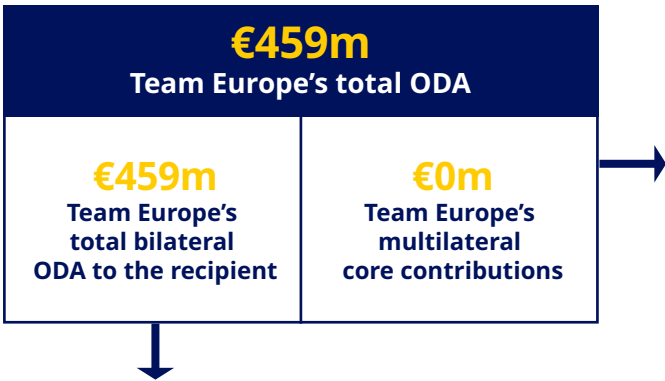 €459m
Team Europe’s total ODA
€459m
Team Europe’s
total bilateral
ODA to the recipient
€0m
Team Europe’s
multilateral
core contributions